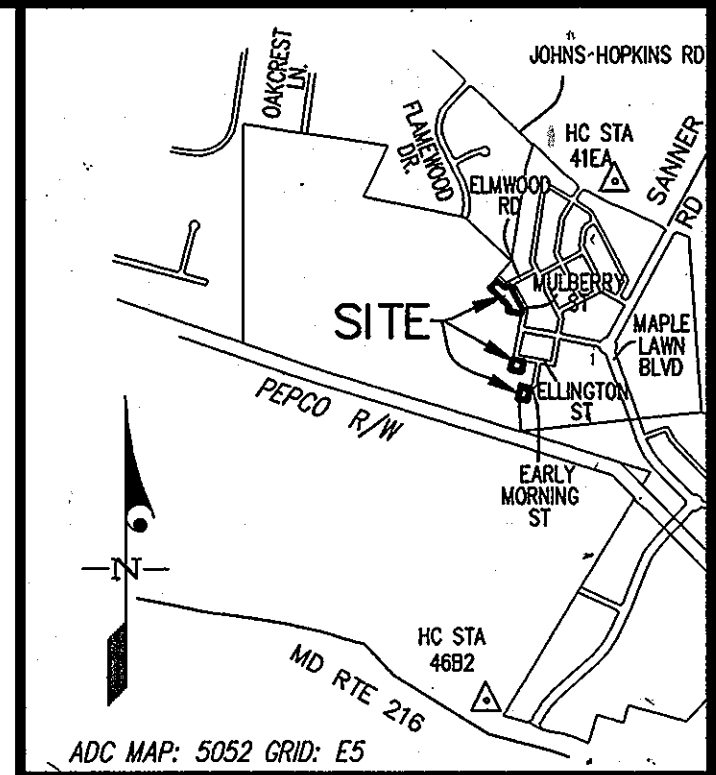 JOHNS-HOPKINS RD
OAKCREST
LN.
FLAMEWOOD
DR.
HC STA
41EA
SANNER
RD
ELMWOOD
RD
MULBERRY
ST
SITE
MAPLE
LAWN
BLVD
PEPCO R/W
ELLINGTON
ST
EARLY
MORNING
ST
N
HC STA
46B2
MD RTE 216
ADC MAP: 5052 GRID: E5